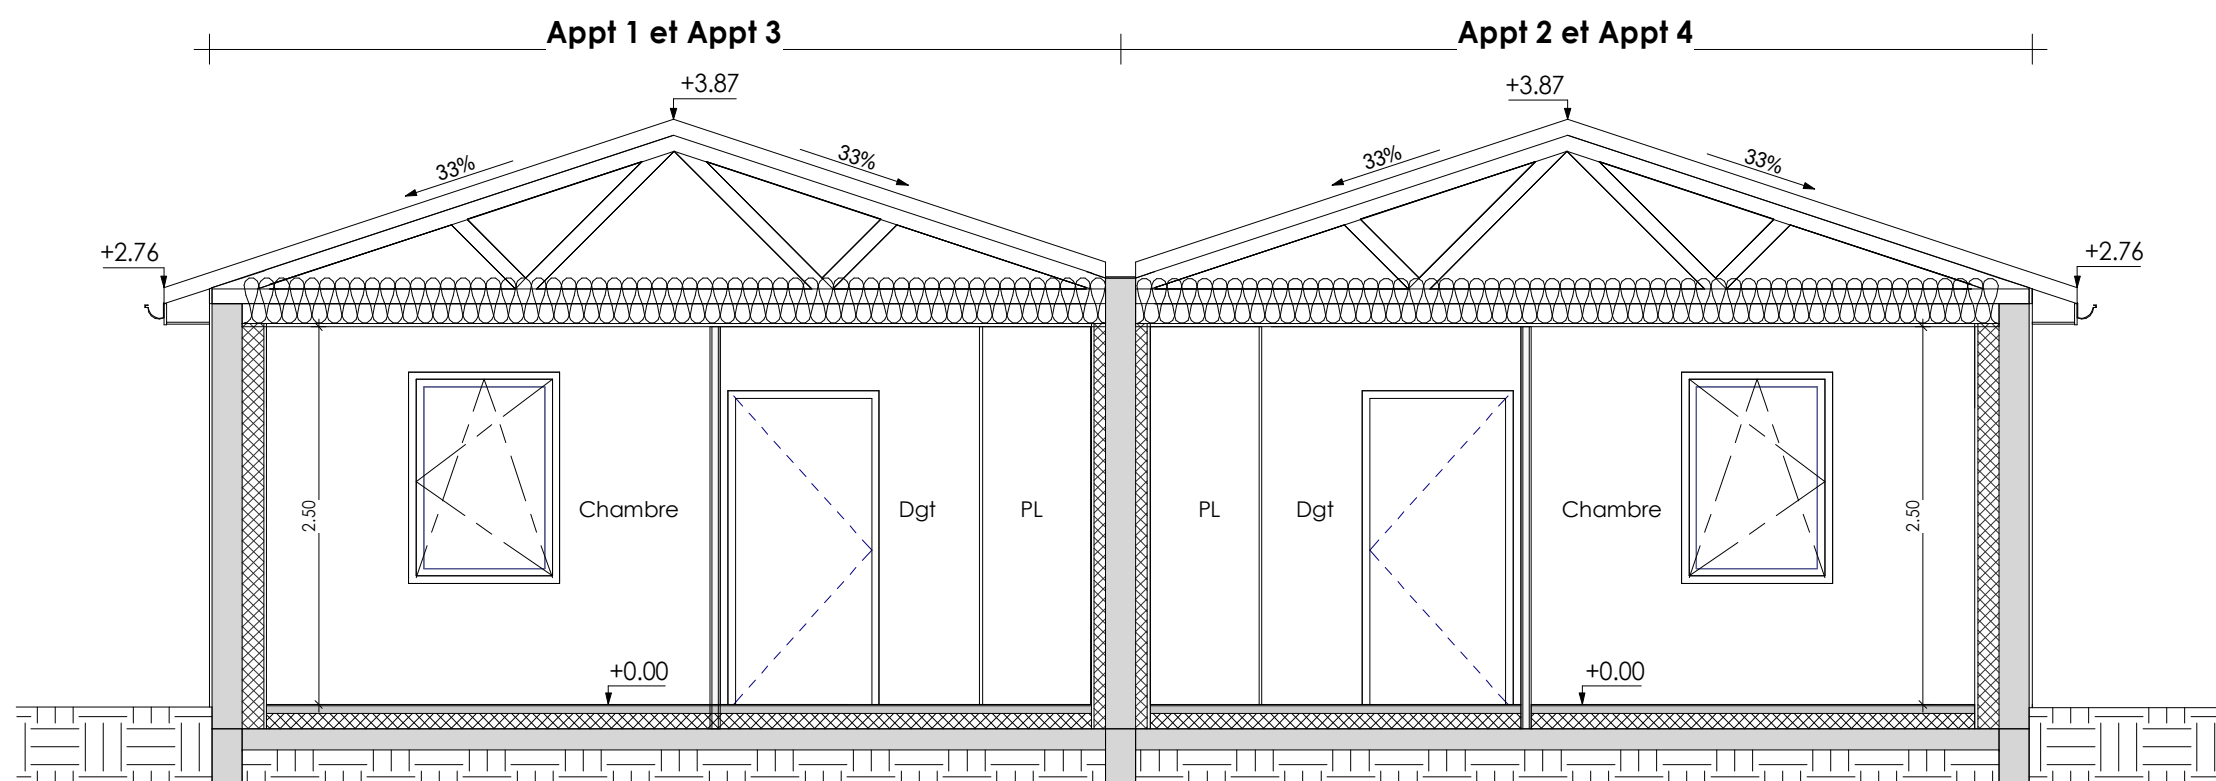 Appt 1 et Appt 3
Appt 2 et Appt 4
+3.87
+3.87
33%
33%
33%
33%
+2.76
+2.76
2.50
Chambre
Dgt
PL
PL
Dgt
Chambre
2.50
+0.00
+0.00